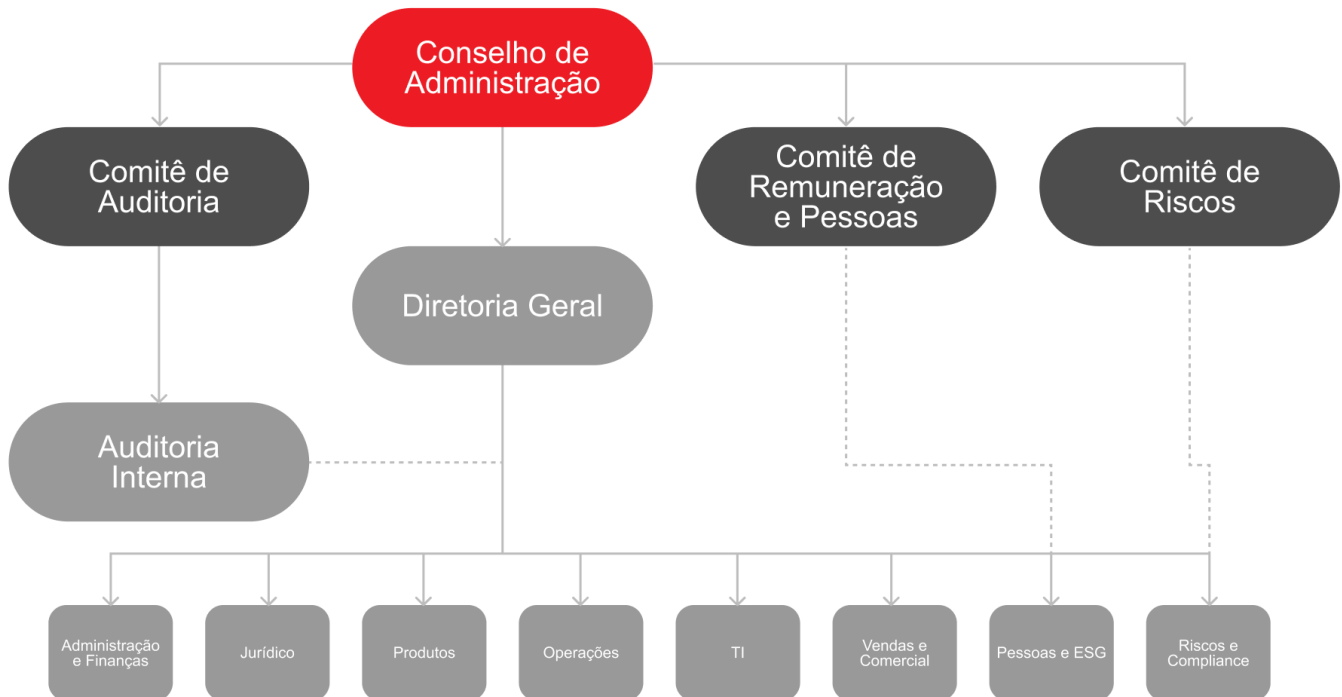 Conselho de
Administração
Comitê de
Auditoria
Comitê de
Remuneração
e Pessoas
Comitê de
Riscos
Diretoria Geral
Auditoria
Interna
Administração
e Finanças
Jurídico
Produtos
Operações
TI
Vendas e
Comercial
Pessoas e ESG
Riscos e
Compliance